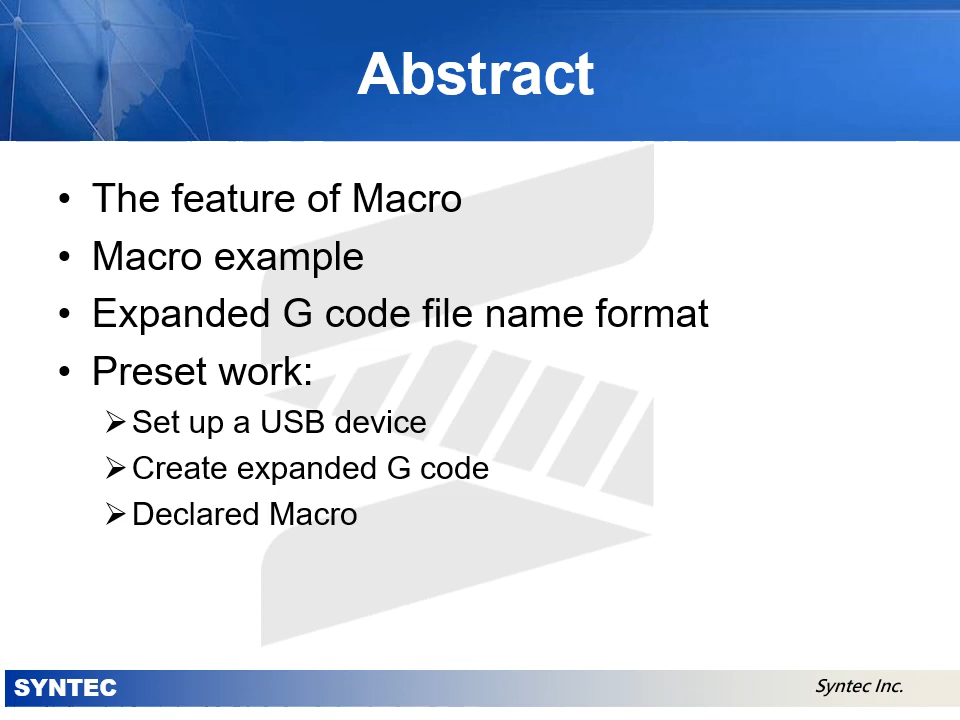 Abstract
• The feature of Macro
• Macro example
• Expanded G code file name format
• Preset work:
➢ Set up a USB device
➢ Create expanded G code
➢ Declared Macro
SYNTEC
Syntec Inc.